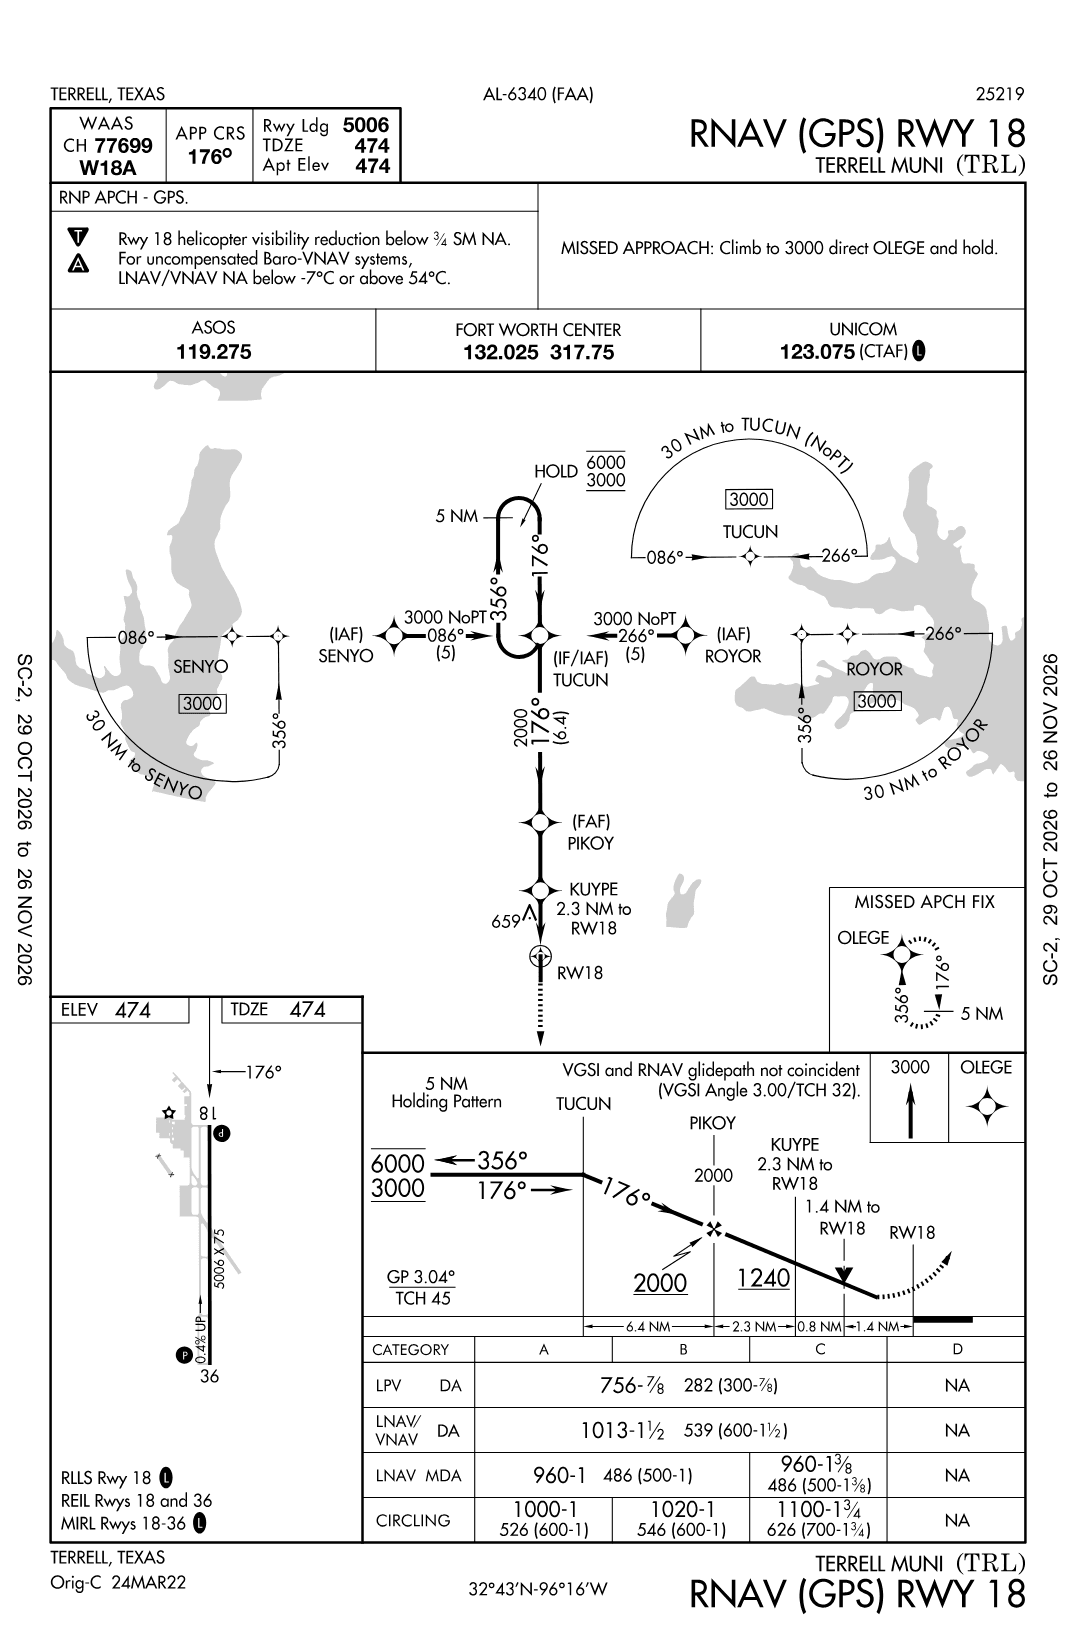 TERRELL, TEXAS
AL-6340 (FAA)
25219
WAAS
CH 77699
W18A
APP CRS
176°
Rwy Ldg 5006
TDZE 474
Apt Elev 474
RNAV (GPS) RWY 18
TERRELL MUNI (TRL)
RNP APCH - GPS.
T
A
Rwy 18 helicopter visibility reduction below ¾ SM NA.
For uncompensated Baro-VNAV systems,
LNAV/VNAV NA below -7°C or above 54°C.
MISSED APPROACH: Climb to 3000 direct OLEGE and hold.
ASOS
119.275
FORT WORTH CENTER
132.025 317.75
UNICOM
123.075 (CTAF) L
30 NM to TUCUN (NoPT)
3000
TUCUN
086°
266°
HOLD
6000
3000
5 NM
176°
356°
3000 NoPT
086°
(5)
(IAF)
SENYO
3000 NoPT
266°
(5)
(IAF)
ROYOR
(IF/IAF)
TUCUN
086°
SENYO
3000
356°
30 NM to SENYO
266°
ROYOR
3000
356°
30 NM to ROYOR
2000
176°
(6.4)
(FAF)
PIKOY
KUYPE
2.3 NM to
RW18
659
RW18
MISSED APCH FIX
OLEGE
356°
176°
5 NM
SC-2, 29 OCT 2026 to 26 NOV 2026
SC-2, 29 OCT 2026 to 26 NOV 2026
ELEV 474
TDZE 474
176°
18
P
5006 X 75
0.4% UP
P
36
RLLS Rwy 18 L
REIL Rwys 18 and 36
MIRL Rwys 18-36 L
5 NM
Holding Pattern
VGSI and RNAV glidepath not coincident
(VGSI Angle 3.00/TCH 32).
3000
OLEGE
TUCUN
PIKOY
2000
KUYPE
2.3 NM to
RW18
1.4 NM to
RW18
RW18
6000
3000
356°
176°
176°
2000
1240
GP 3.04°
TCH 45
6.4 NM
2.3 NM
0.8 NM
1.4 NM
CATEGORY A B C D
LPV DA 756-⅞ 282 (300-⅞) NA
LNAV/
VNAV DA 1013-1½ 539 (600-1½) NA
LNAV MDA 960-1 486 (500-1) 960-1⅜
486 (500-1⅜) NA
CIRCLING 1000-1 1020-1 1100-1¾ NA
526 (600-1) 546 (600-1) 626 (700-1¾)
TERRELL, TEXAS
Orig-C 24MAR22
32°43'N-96°16'W
TERRELL MUNI (TRL)
RNAV (GPS) RWY 18